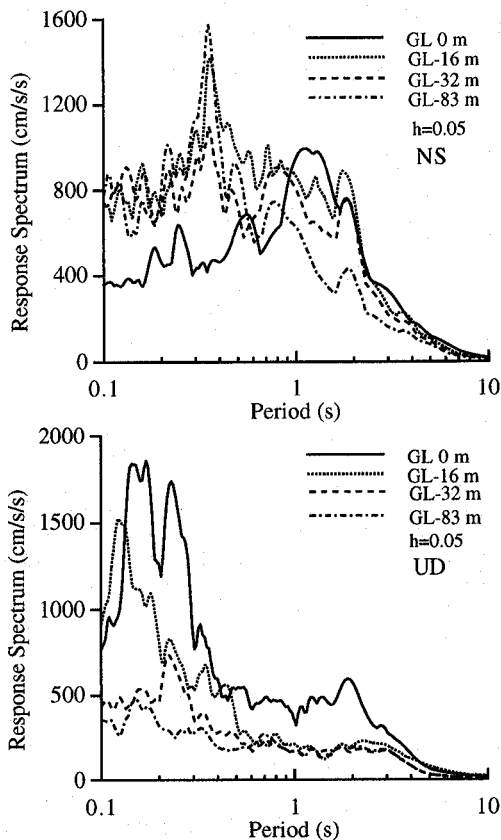 1600
1200
800
400
0
Response Spectrum (cm/s/s)
GL 0 m
GL-16 m
GL-32 m
GL-83 m
h=0.05
NS
0.1
1
10
Period (s)
2000
1500
1000
500
0
Response Spectrum (cm/s/s)
GL 0 m
GL-16 m
GL-32 m
GL-83 m
h=0.05
UD
0.1
1
10
Period (s)